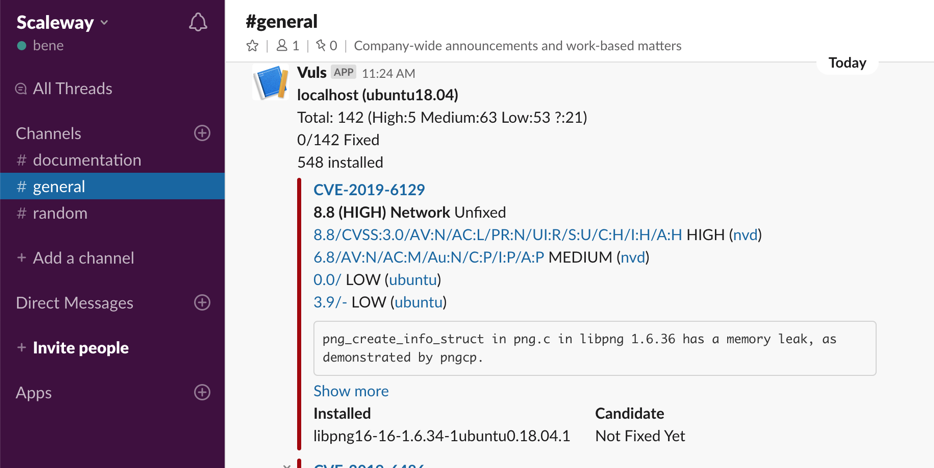 Scaleway
bene
All Threads
Channels
# documentation
# general
# random
+ Add a channel
Direct Messages
+ Invite people
Apps
#general
1 | 0 | Company-wide announcements and work-based matters
Today
Vuls APP 11:24 AM
localhost (ubuntu18.04)
Total: 142 (High:5 Medium:63 Low:53 ?:21)
0/142 Fixed
548 installed
CVE-2019-6129
8.8 (HIGH) Network Unfixed
8.8/CVSS:3.0/AV:N/AC:L/PR:N/UI:R/S:U/C:H/I:H/A:H HIGH (nvd)
6.8/AV:N/AC:M/Au:N/C:P/I:P/A:P MEDIUM (nvd)
0.0/ LOW (ubuntu)
3.9/- LOW (ubuntu)
png_create_info_struct in png.c in libpng 1.6.36 has a memory leak, as
demonstrated by pngcp.
Show more
Installed Candidate
libpng16-16-1.6.34-1ubuntu0.18.04.1 Not Fixed Yet